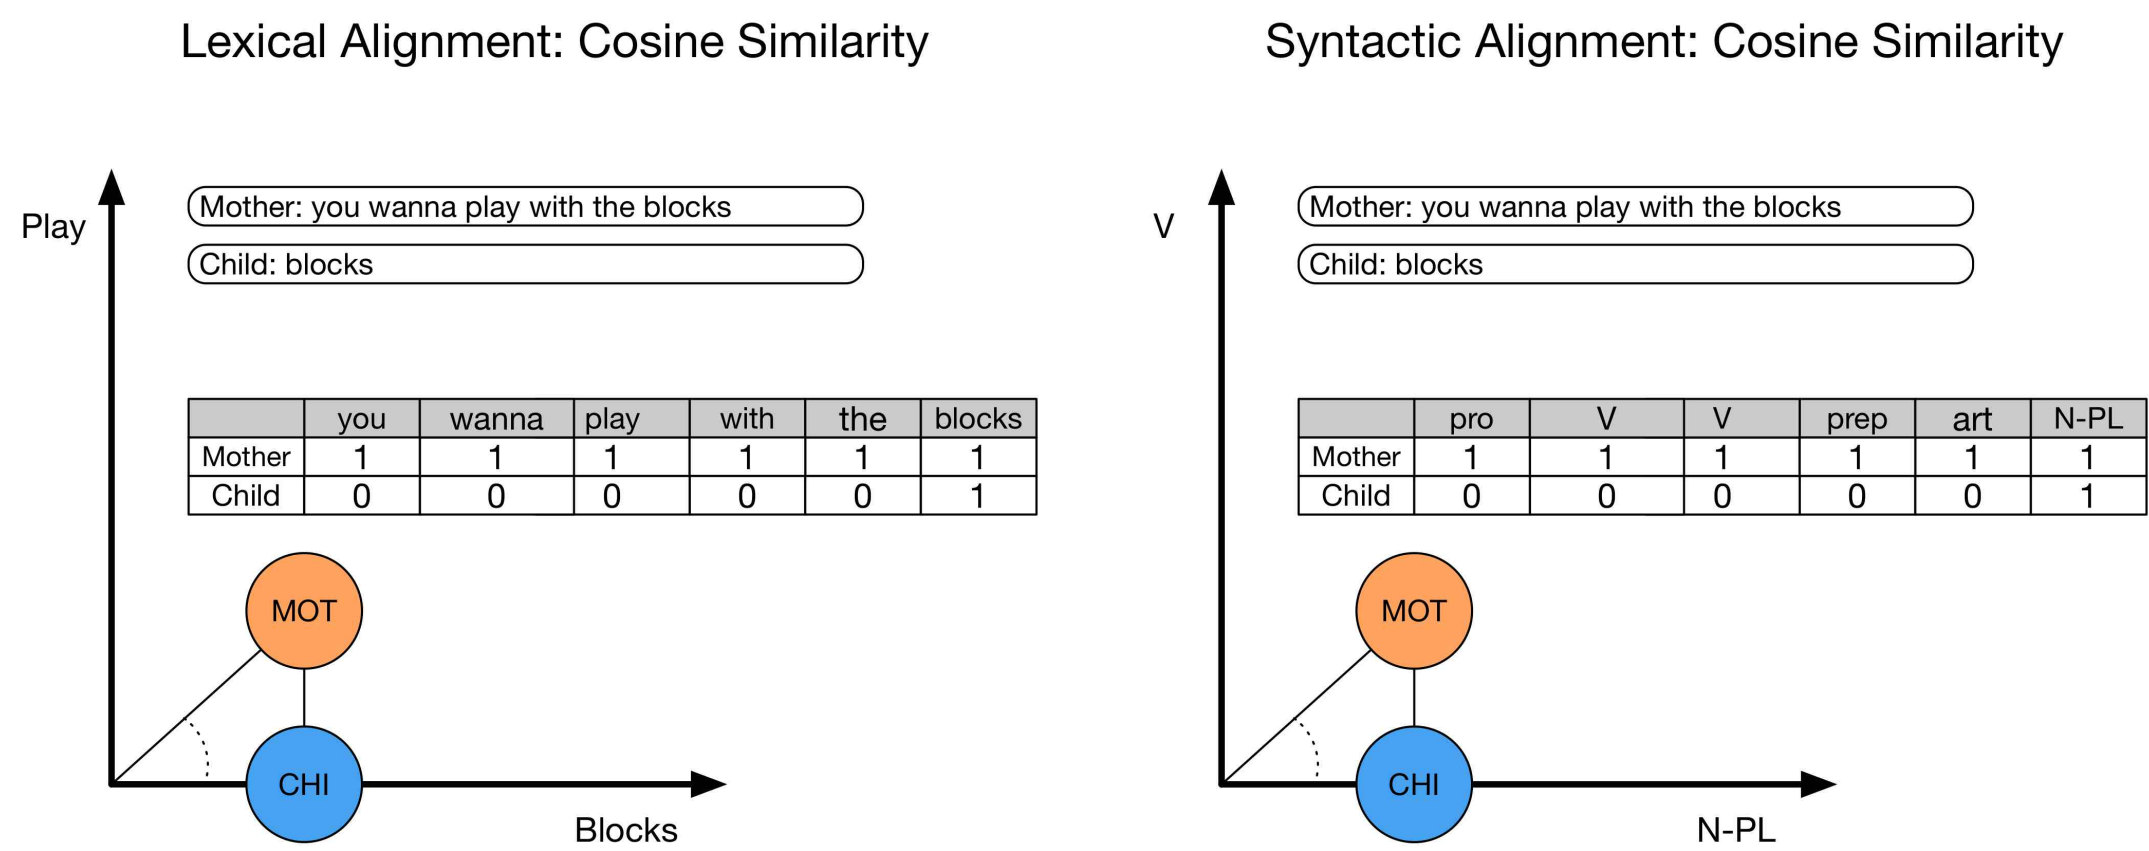 Lexical Alignment: Cosine Similarity
Play
Mother: you wanna play with the blocks
Child: blocks
you wanna play with the blocks
Mother 1 1 1 1 1 1
Child 0 0 0 0 0 1
MOT
CHI
Blocks
Syntactic Alignment: Cosine Similarity
V
Mother: you wanna play with the blocks
Child: blocks
pro V V prep art N-PL
Mother 1 1 1 1 1 1
Child 0 0 0 0 0 1
MOT
CHI
N-PL